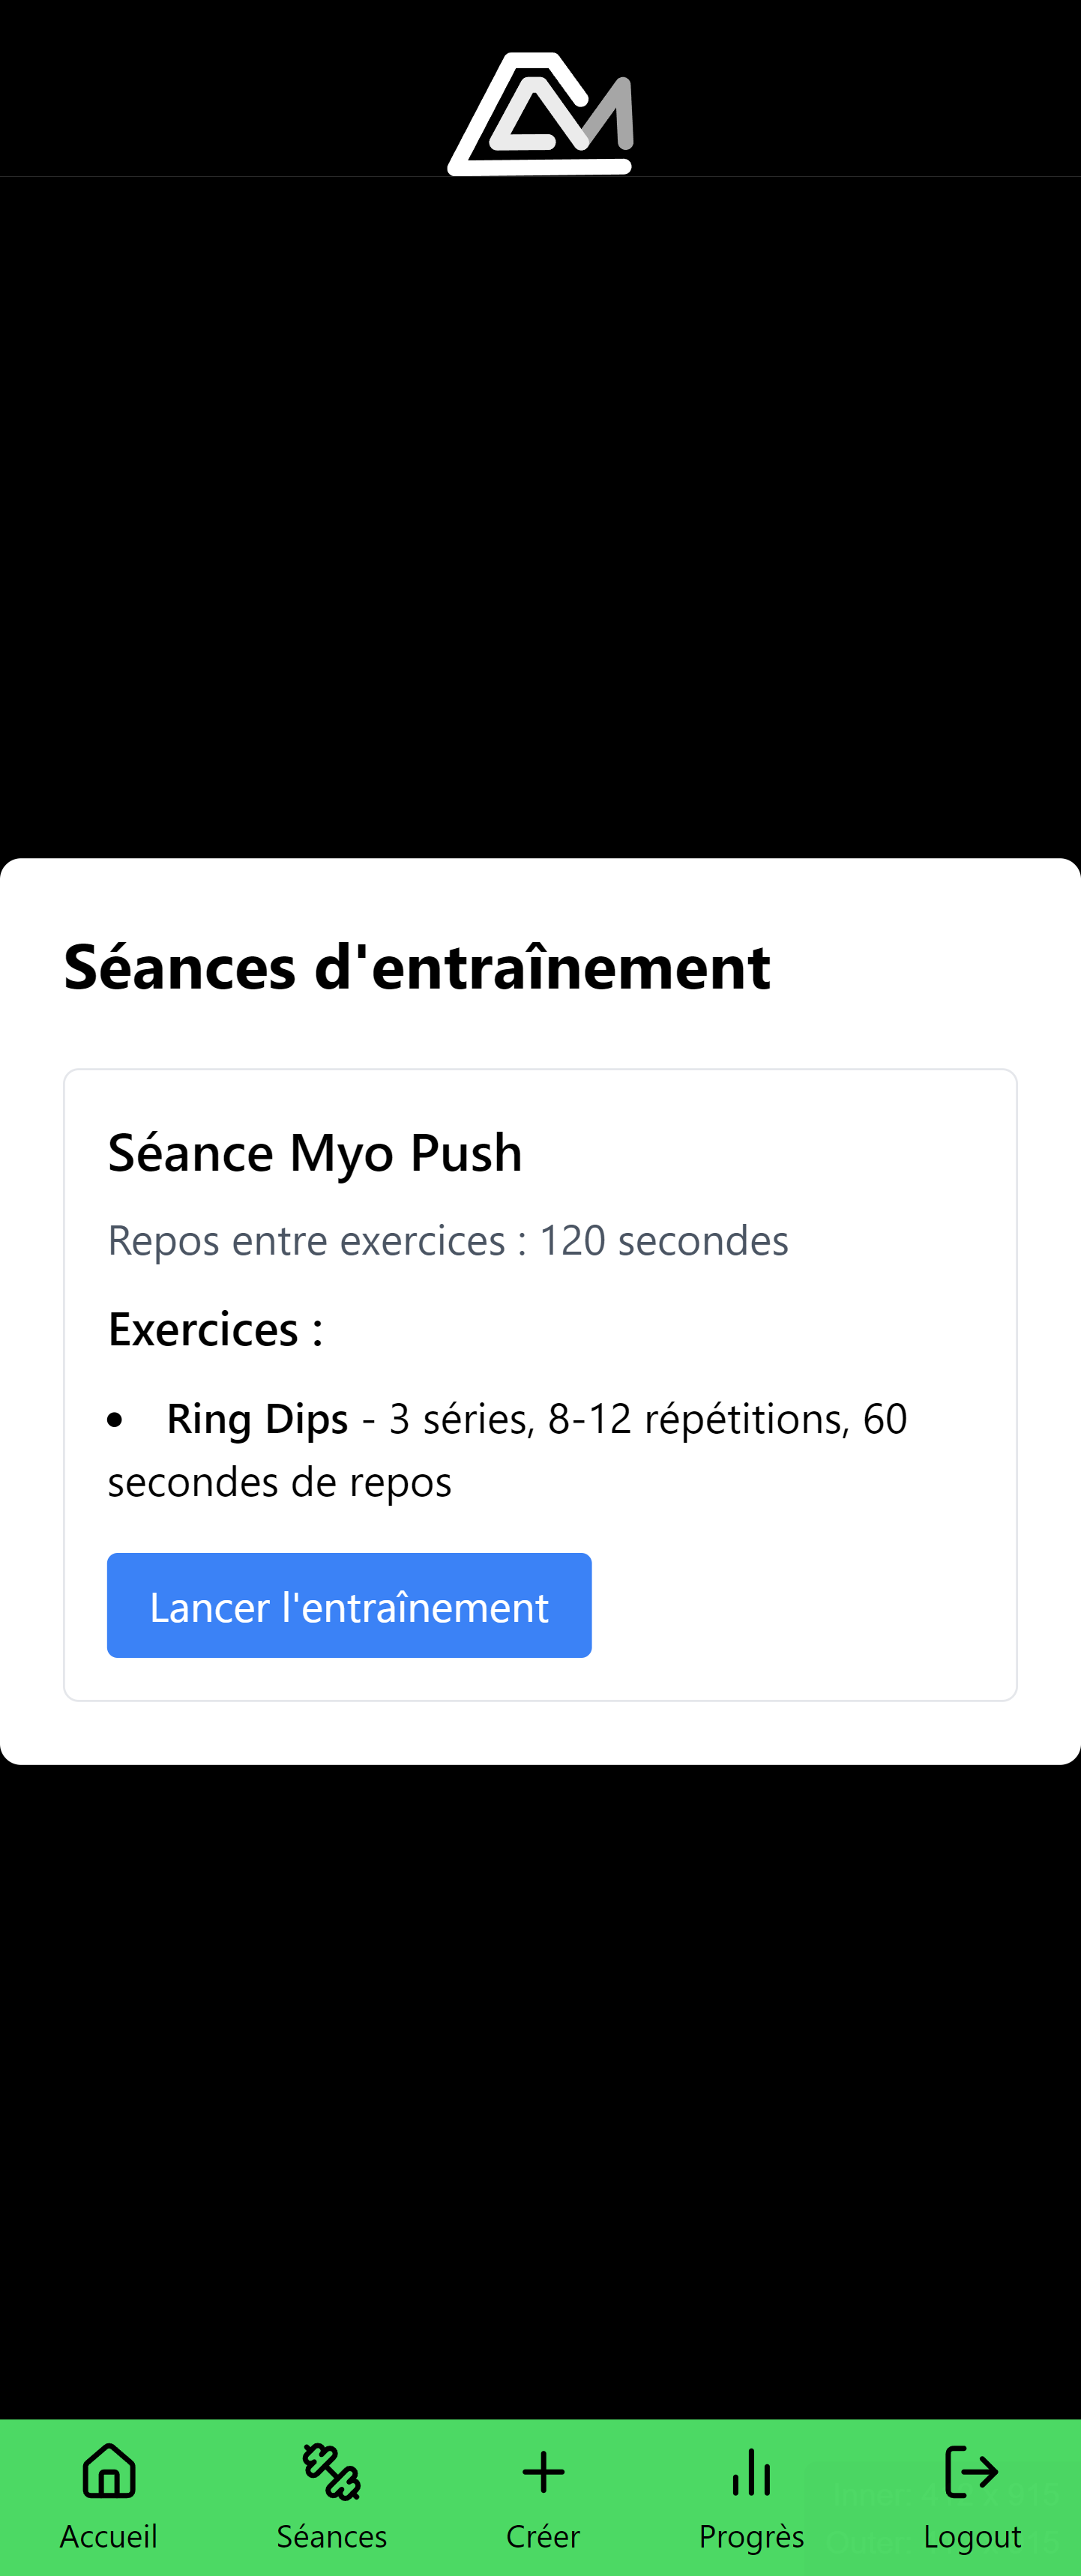 Séances d'entraînement
Séance Myo Push
Repos entre exercices : 120 secondes
Exercices :
• Ring Dips - 3 séries, 8-12 répétitions, 60
secondes de repos
Lancer l'entraînement
Accueil
Séances
Créer
Progrès
Logout